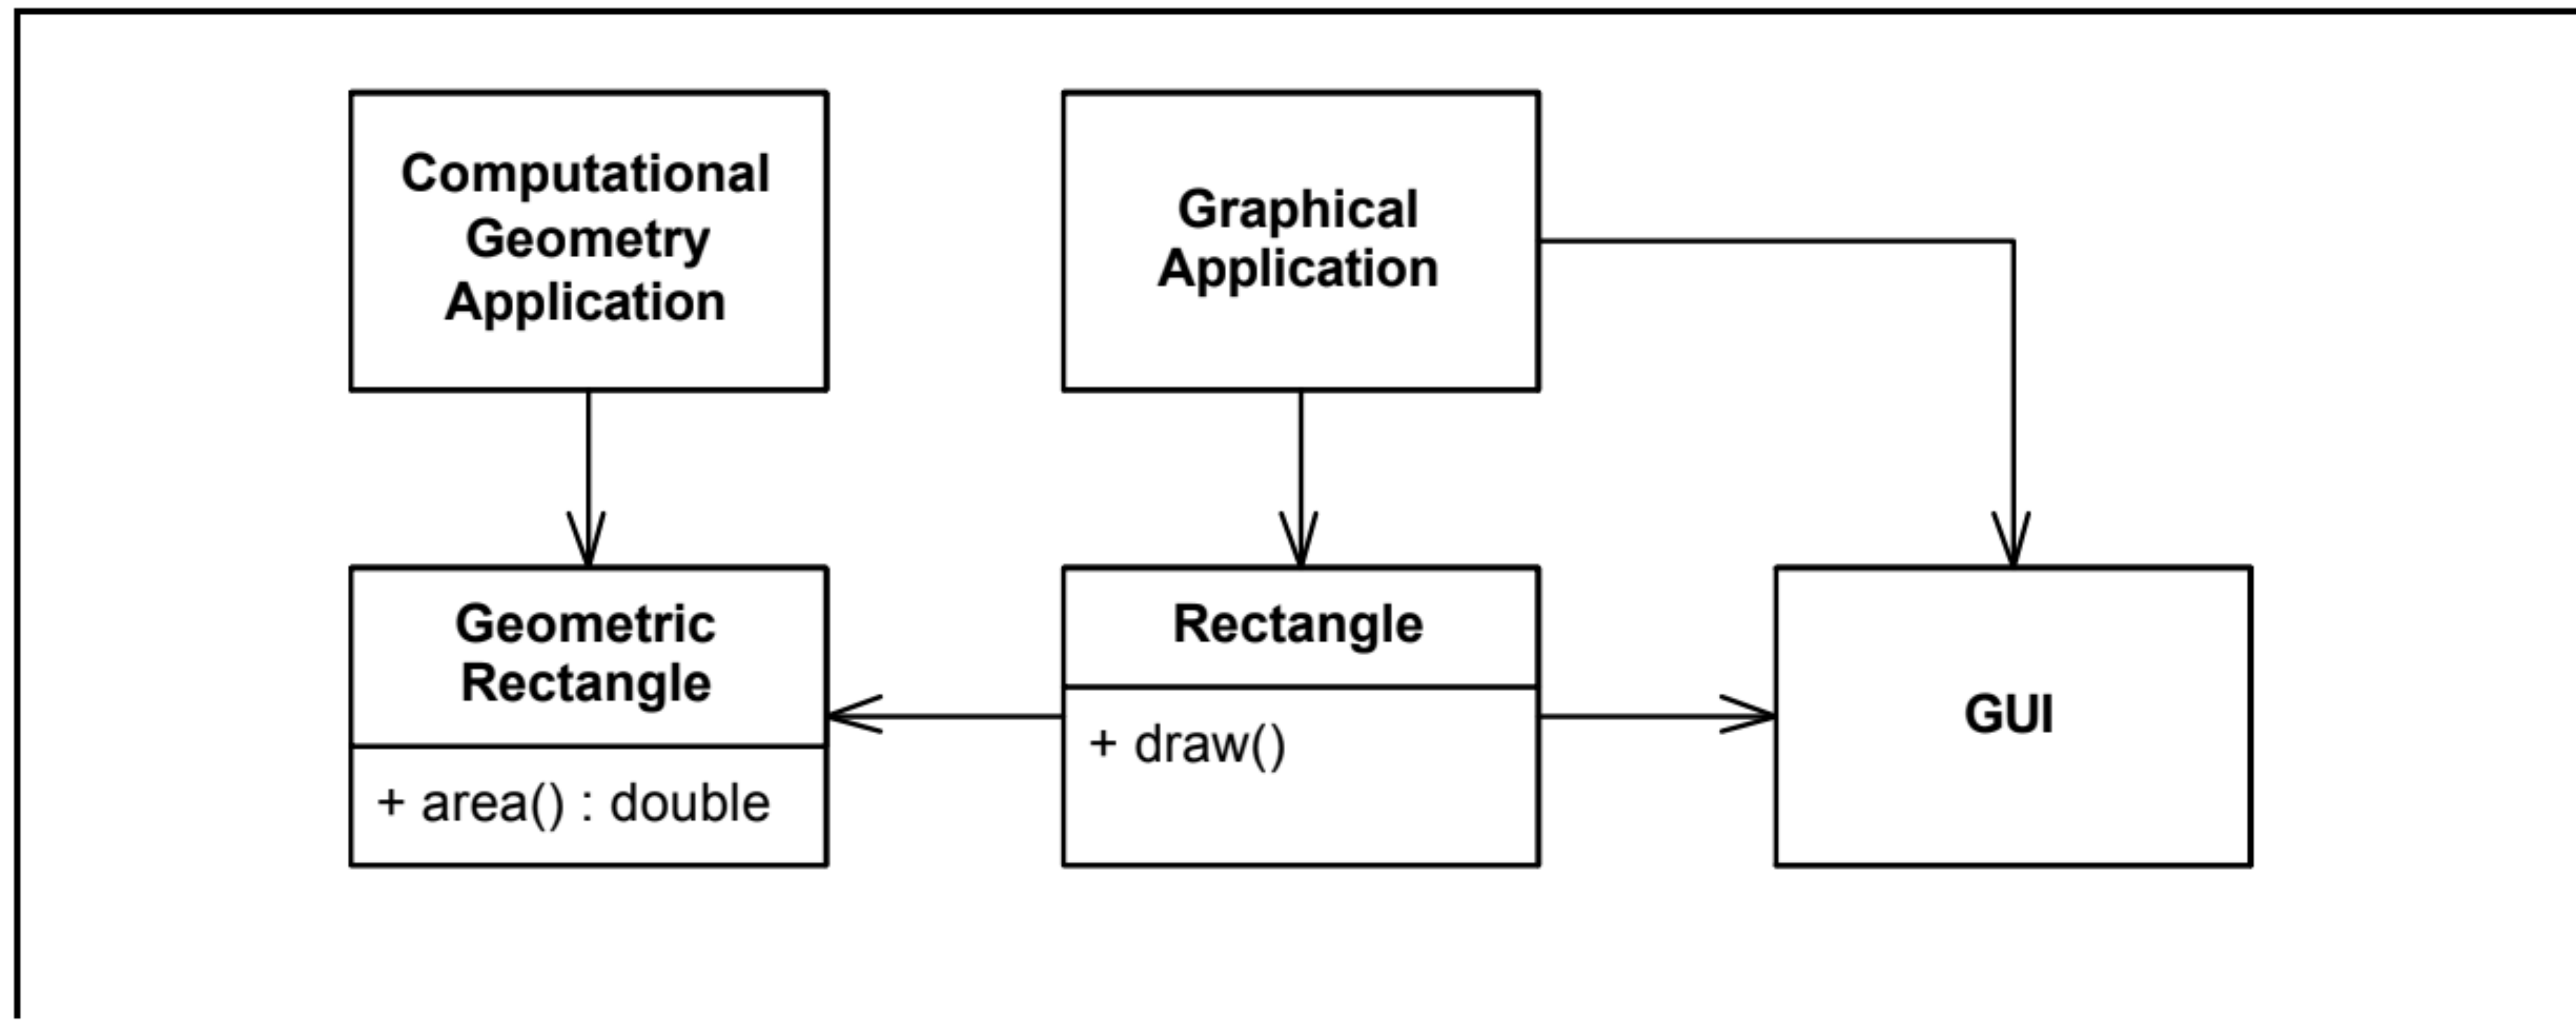 Computational
Geometry
Application
Graphical
Application
Geometric
Rectangle
+ area() : double
Rectangle
+ draw()
GUI